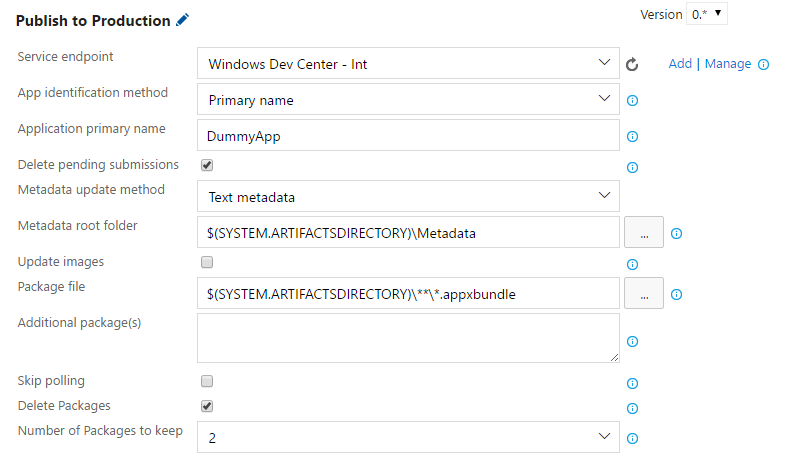 Publish to Production Version 0.*
Service endpoint Windows Dev Center - Int Add | Manage
App identification method Primary name
Application primary name DummyApp
Delete pending submissions
Metadata update method Text metadata
Metadata root folder $(SYSTEM.ARTIFACTSDIRECTORY)\Metadata ...
Update images
Package file $(SYSTEM.ARTIFACTSDIRECTORY)\**\*.appxbundle ...
Additional package(s)
Skip polling
Delete Packages
Number of Packages to keep 2